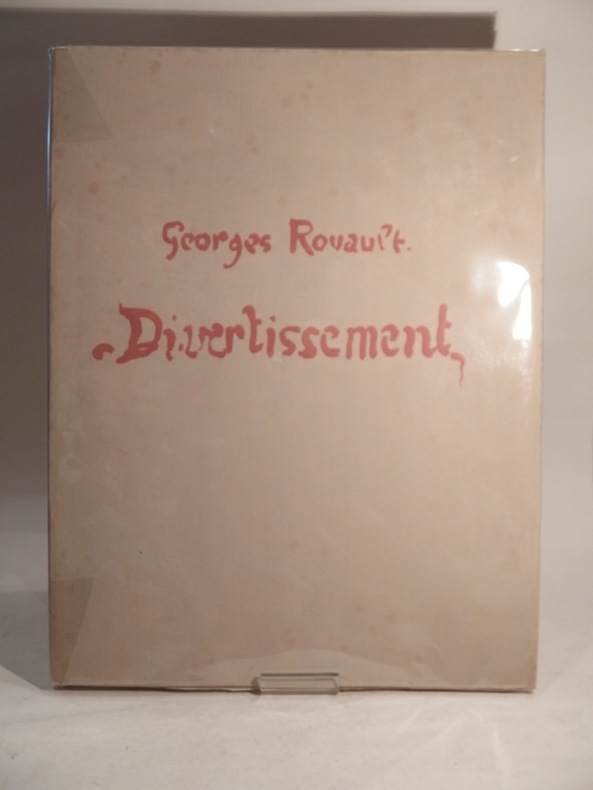 Georges Rouault.
Divertissement